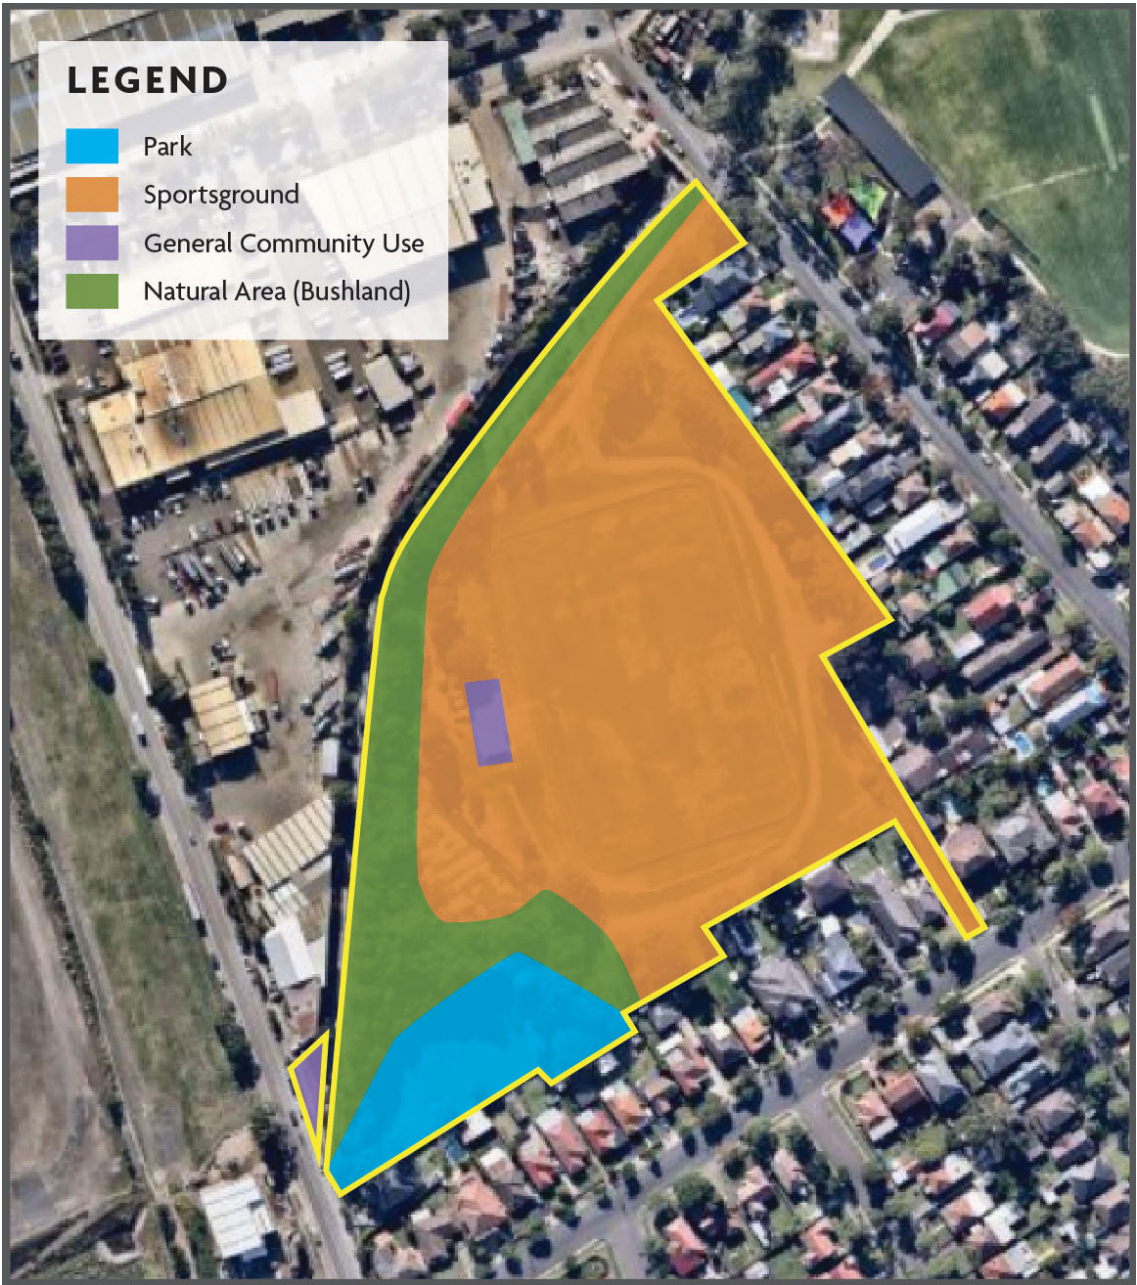 LEGEND
Park
Sportsground
General Community Use
Natural Area (Bushland)